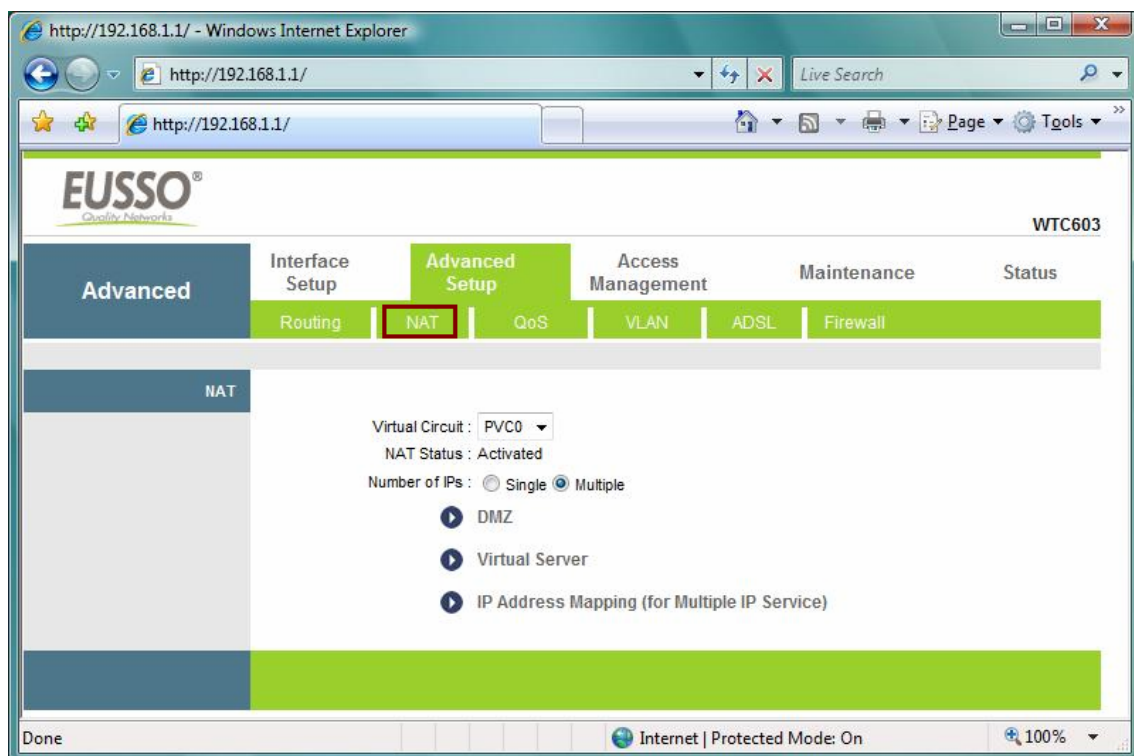 http://192.168.1.1/ - Windows Internet Explorer
http://192.168.1.1/
Live Search
http://192.168.1.1/
Page
Tools
EUSSO®
Quality Networks
WTC603
Advanced
Interface Setup
Advanced Setup
Access Management
Maintenance
Status
Routing
NAT
QoS
VLAN
ADSL
Firewall
NAT
Virtual Circuit : PVC0
NAT Status : Activated
Number of IPs : Single Multiple
DMZ
Virtual Server
IP Address Mapping (for Multiple IP Service)
Done
Internet | Protected Mode: On
100%